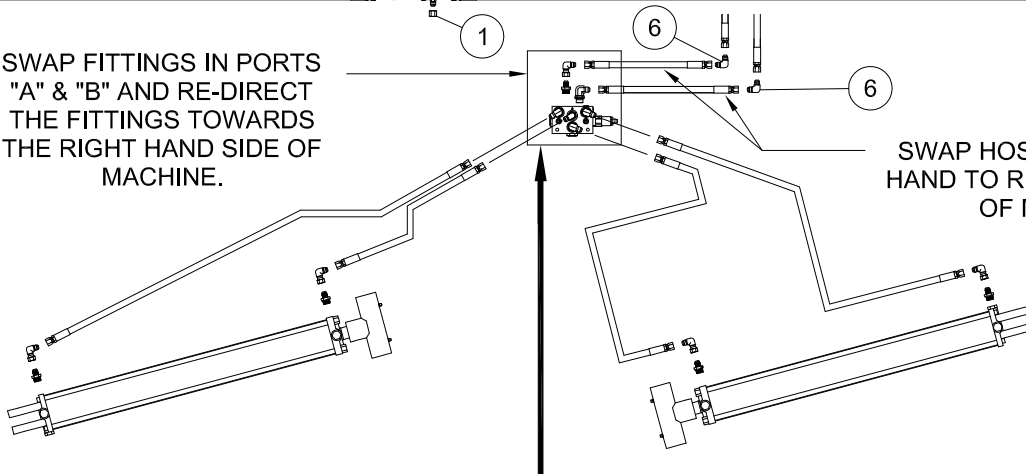 1
6
6
SWAP FITTINGS IN PORTS
"A" & "B" AND RE-DIRECT
THE FITTINGS TOWARDS
THE RIGHT HAND SIDE OF
MACHINE.
SWAP
HAND TO
OF